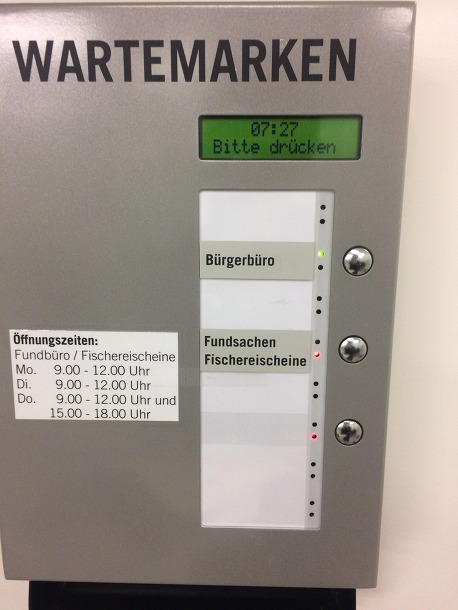 WARTEMARKEN
07:27
Bitte drücken
Bürgerbüro
Fundsachen
Fischereischeine
Öffnungszeiten:
Fundbüro / Fischereischeine
Mo. 9.00 - 12.00 Uhr
Di. 9.00 - 12.00 Uhr
Do. 9.00 - 12.00 Uhr und
15.00 - 18.00 Uhr